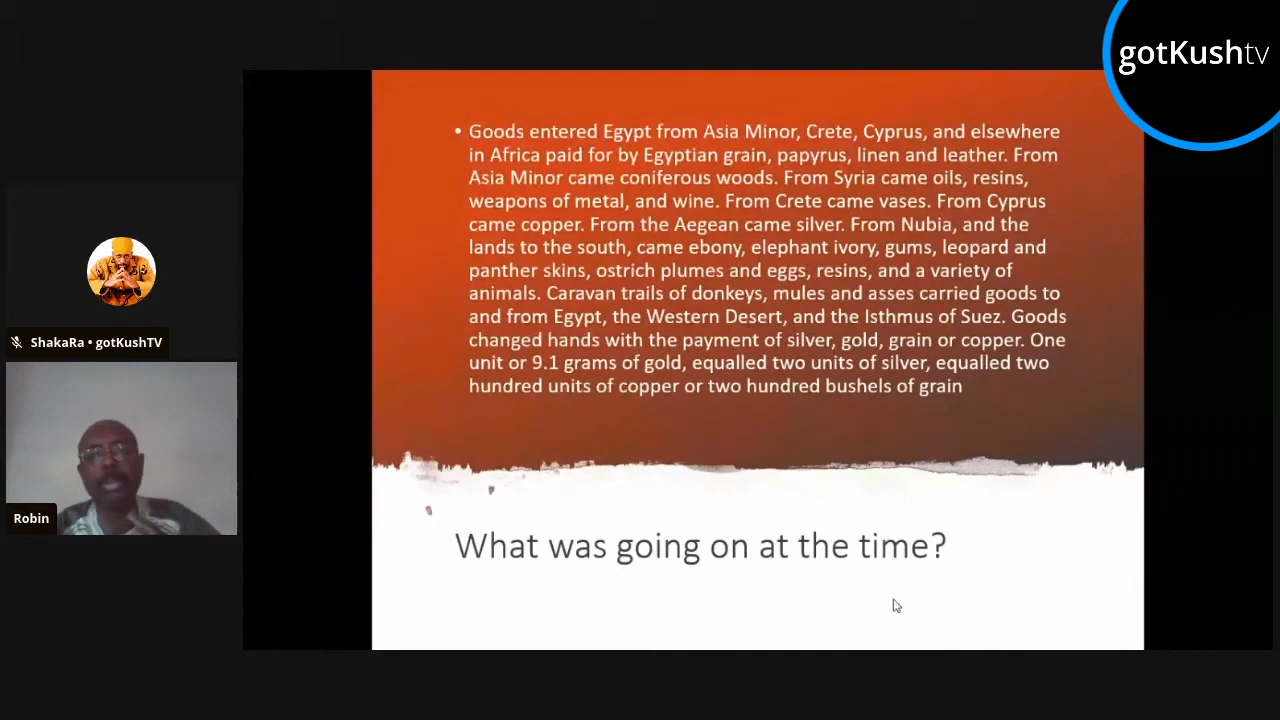 gotKushtv
• Goods entered Egypt from Asia Minor, Crete, Cyprus, and elsewhere
in Africa paid for by Egyptian grain, papyrus, linen and leather. From
Asia Minor came coniferous woods. From Syria came oils, resins,
weapons of metal, and wine. From Crete came vases. From Cyprus
came copper. From the Aegean came silver. From Nubia, and the
lands to the south, came ebony, elephant ivory, gums, leopard and
panther skins, ostrich plumes and eggs, resins, and a variety of
animals. Caravan trails of donkeys, mules and asses carried goods to
and from Egypt, the Western Desert, and the Isthmus of Suez. Goods
changed hands with the payment of silver, gold, grain or copper. One
unit or 9.1 grams of gold, equalled two units of silver, equalled two
hundred units of copper or two hundred bushels of grain
What was going on at the time?
ShakaRa • gotKushTV
Robin